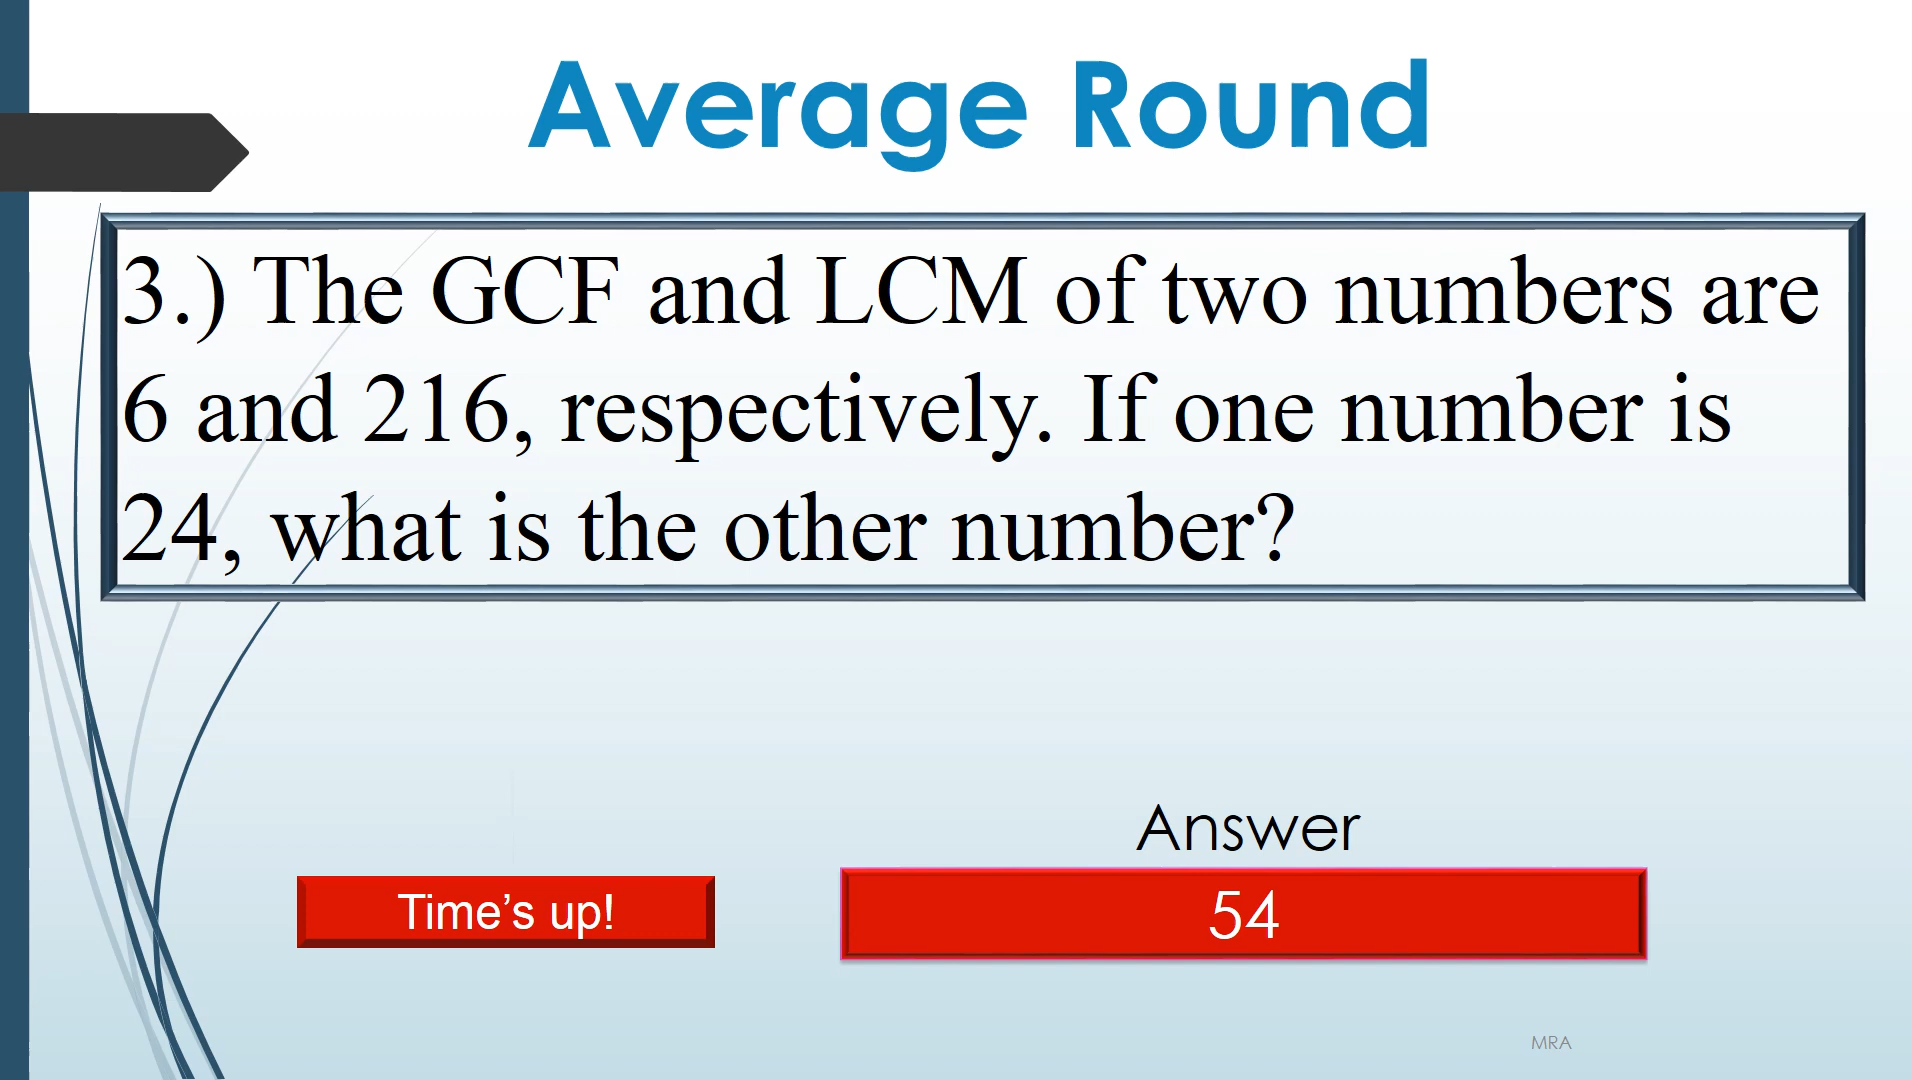 Average Round
3.) The GCF and LCM of two numbers are
6 and 216, respectively. If one number is
24, what is the other number?
Answer
Time’s up!
54
MRA